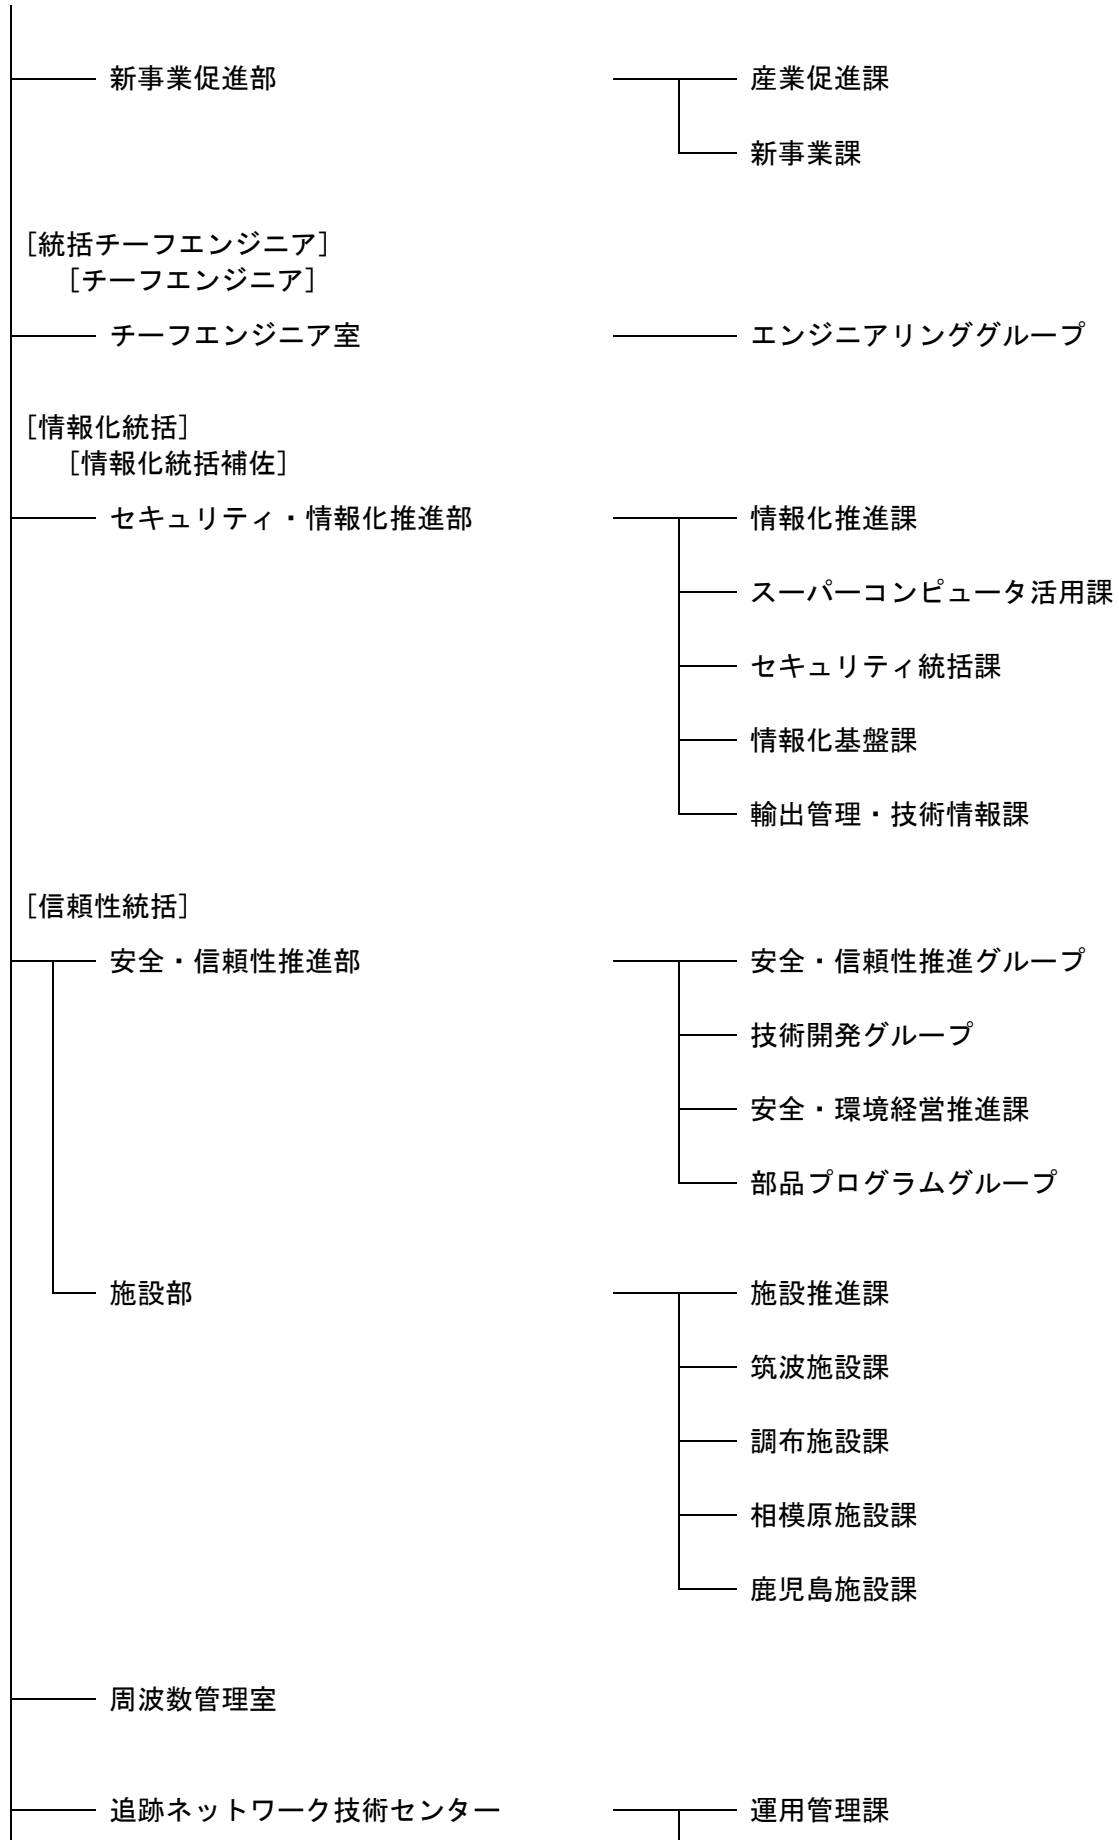 新事業促進部 産業促進課
新事業課
[統括チーフエンジニア]
[チーフエンジニア]
チーフエンジニア室 エンジニアリンググループ
[情報化統括]
[情報化統括補佐]
セキュリティ・情報化推進部 情報化推進課
スーパーコンピュータ活用課
セキュリティ統括課
情報化基盤課
輸出管理・技術情報課
[信頼性統括]
安全・信頼性推進部 安全・信頼性推進グループ
技術開発グループ
安全・環境経営推進課
部品プログラムグループ
施設部 施設推進課
筑波施設課
調布施設課
相模原施設課
鹿児島施設課
周波数管理室
追跡ネットワーク技術センター 運用管理課